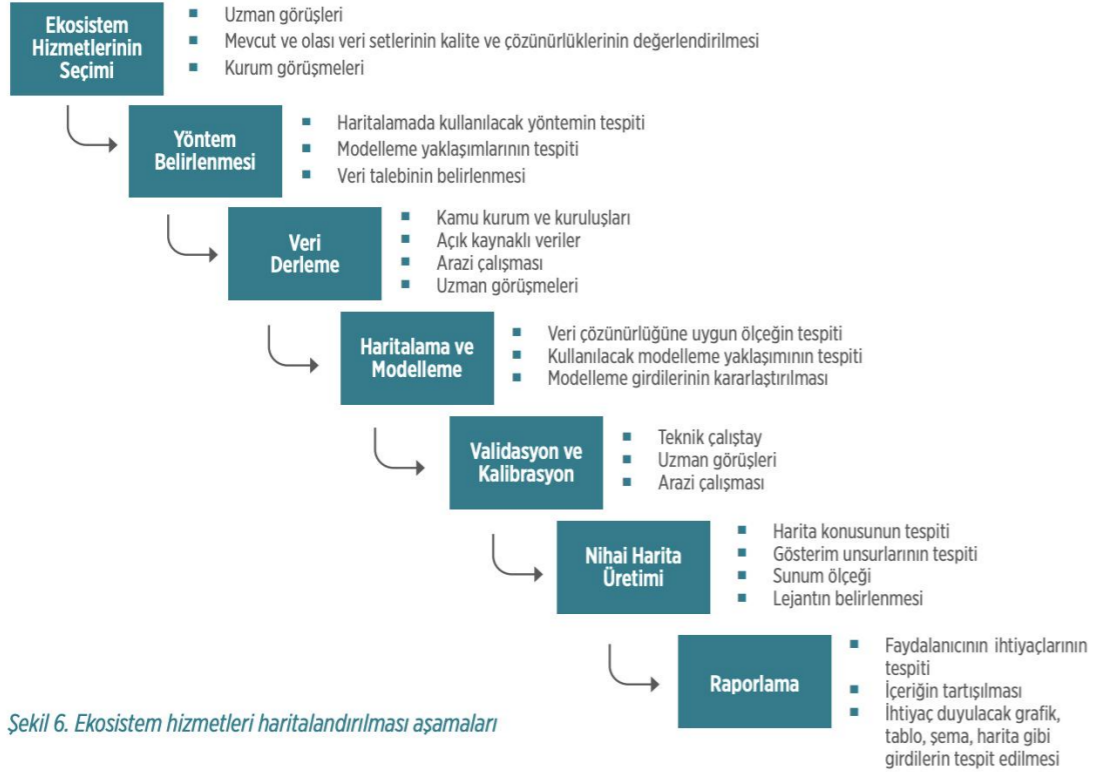 Ekosistem
Hizmetlerinin
Seçimi
▪ Uzman görüşleri
▪ Mevcut ve olası veri setlerinin kalite ve çözünürlüklerinin değerlendirilmesi
▪ Kurum görüşmeleri
Yöntem
Belirlenmesi
▪ Haritalamada kullanılacak yöntemin tespiti
▪ Modelleme yaklaşımlarının tespiti
▪ Veri talebinin belirlenmesi
Veri
Derleme
▪ Kamu kurum ve kuruluşları
▪ Açık kaynaklı veriler
▪ Arazi çalışması
▪ Uzman görüşmeleri
Haritalama ve
Modelleme
▪ Veri çözünürlüğüne uygun ölçeğin tespiti
▪ Kullanılacak modelleme yaklaşımının tespiti
▪ Modelleme girdilerinin kararlaştırılması
Validasyon ve
Kalibrasyon
▪ Teknik çalıştay
▪ Uzman görüşleri
▪ Arazi çalışması
Nihai Harita
Üretimi
▪ Harita konusunun tespiti
▪ Gösterim unsurlarının tespiti
▪ Sunum ölçeği
▪ Lejantın belirlenmesi
Raporlama
▪ Faydalanıcının ihtiyaçlarının
tespiti
▪ İçeriğin tartışılması
▪ İhtiyaç duyulacak grafik,
tablo, şema, harita gibi
girdilerin tespit edilmesi
Şekil 6. Ekosistem hizmetleri haritalandırılması aşamaları